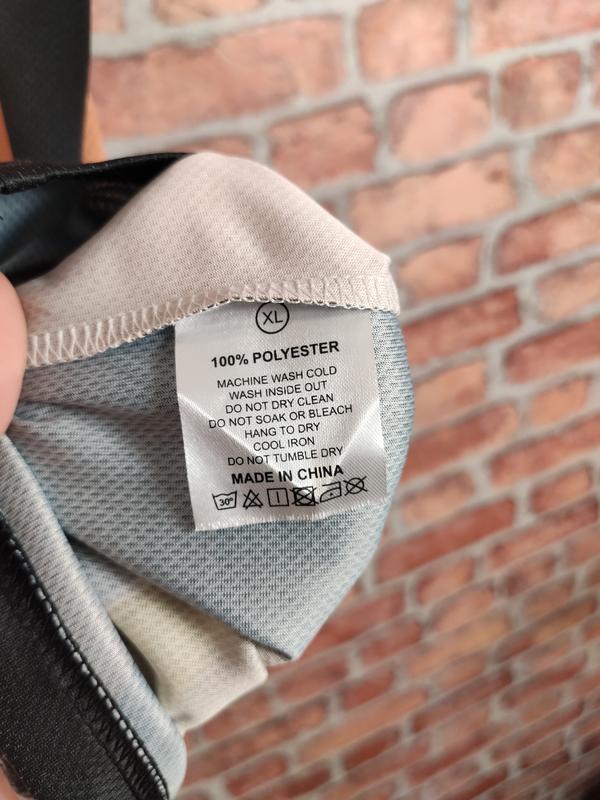 XL
100% POLYESTER
MACHINE WASH COLD
WASH INSIDE OUT
DO NOT DRY CLEAN
DO NOT SOAK OR BLEACH
HANG TO DRY
COOL IRON
DO NOT TUMBLE DRY
MADE IN CHINA
30°